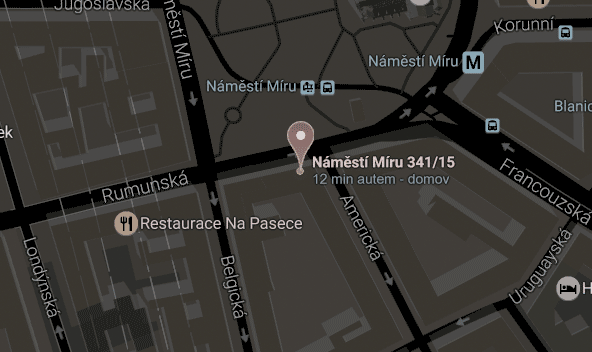 Jugoslávská
Náměstí Míru
Korunní
Náměstí Míru
M
Náměstí Míru
Blanic
ek
Náměstí Míru 341/15
12 min autem - domov
Rumunská
Francouzská
Restaurace Na Pasece
Americká
Belgická
Londýnská
Uruguayská
H